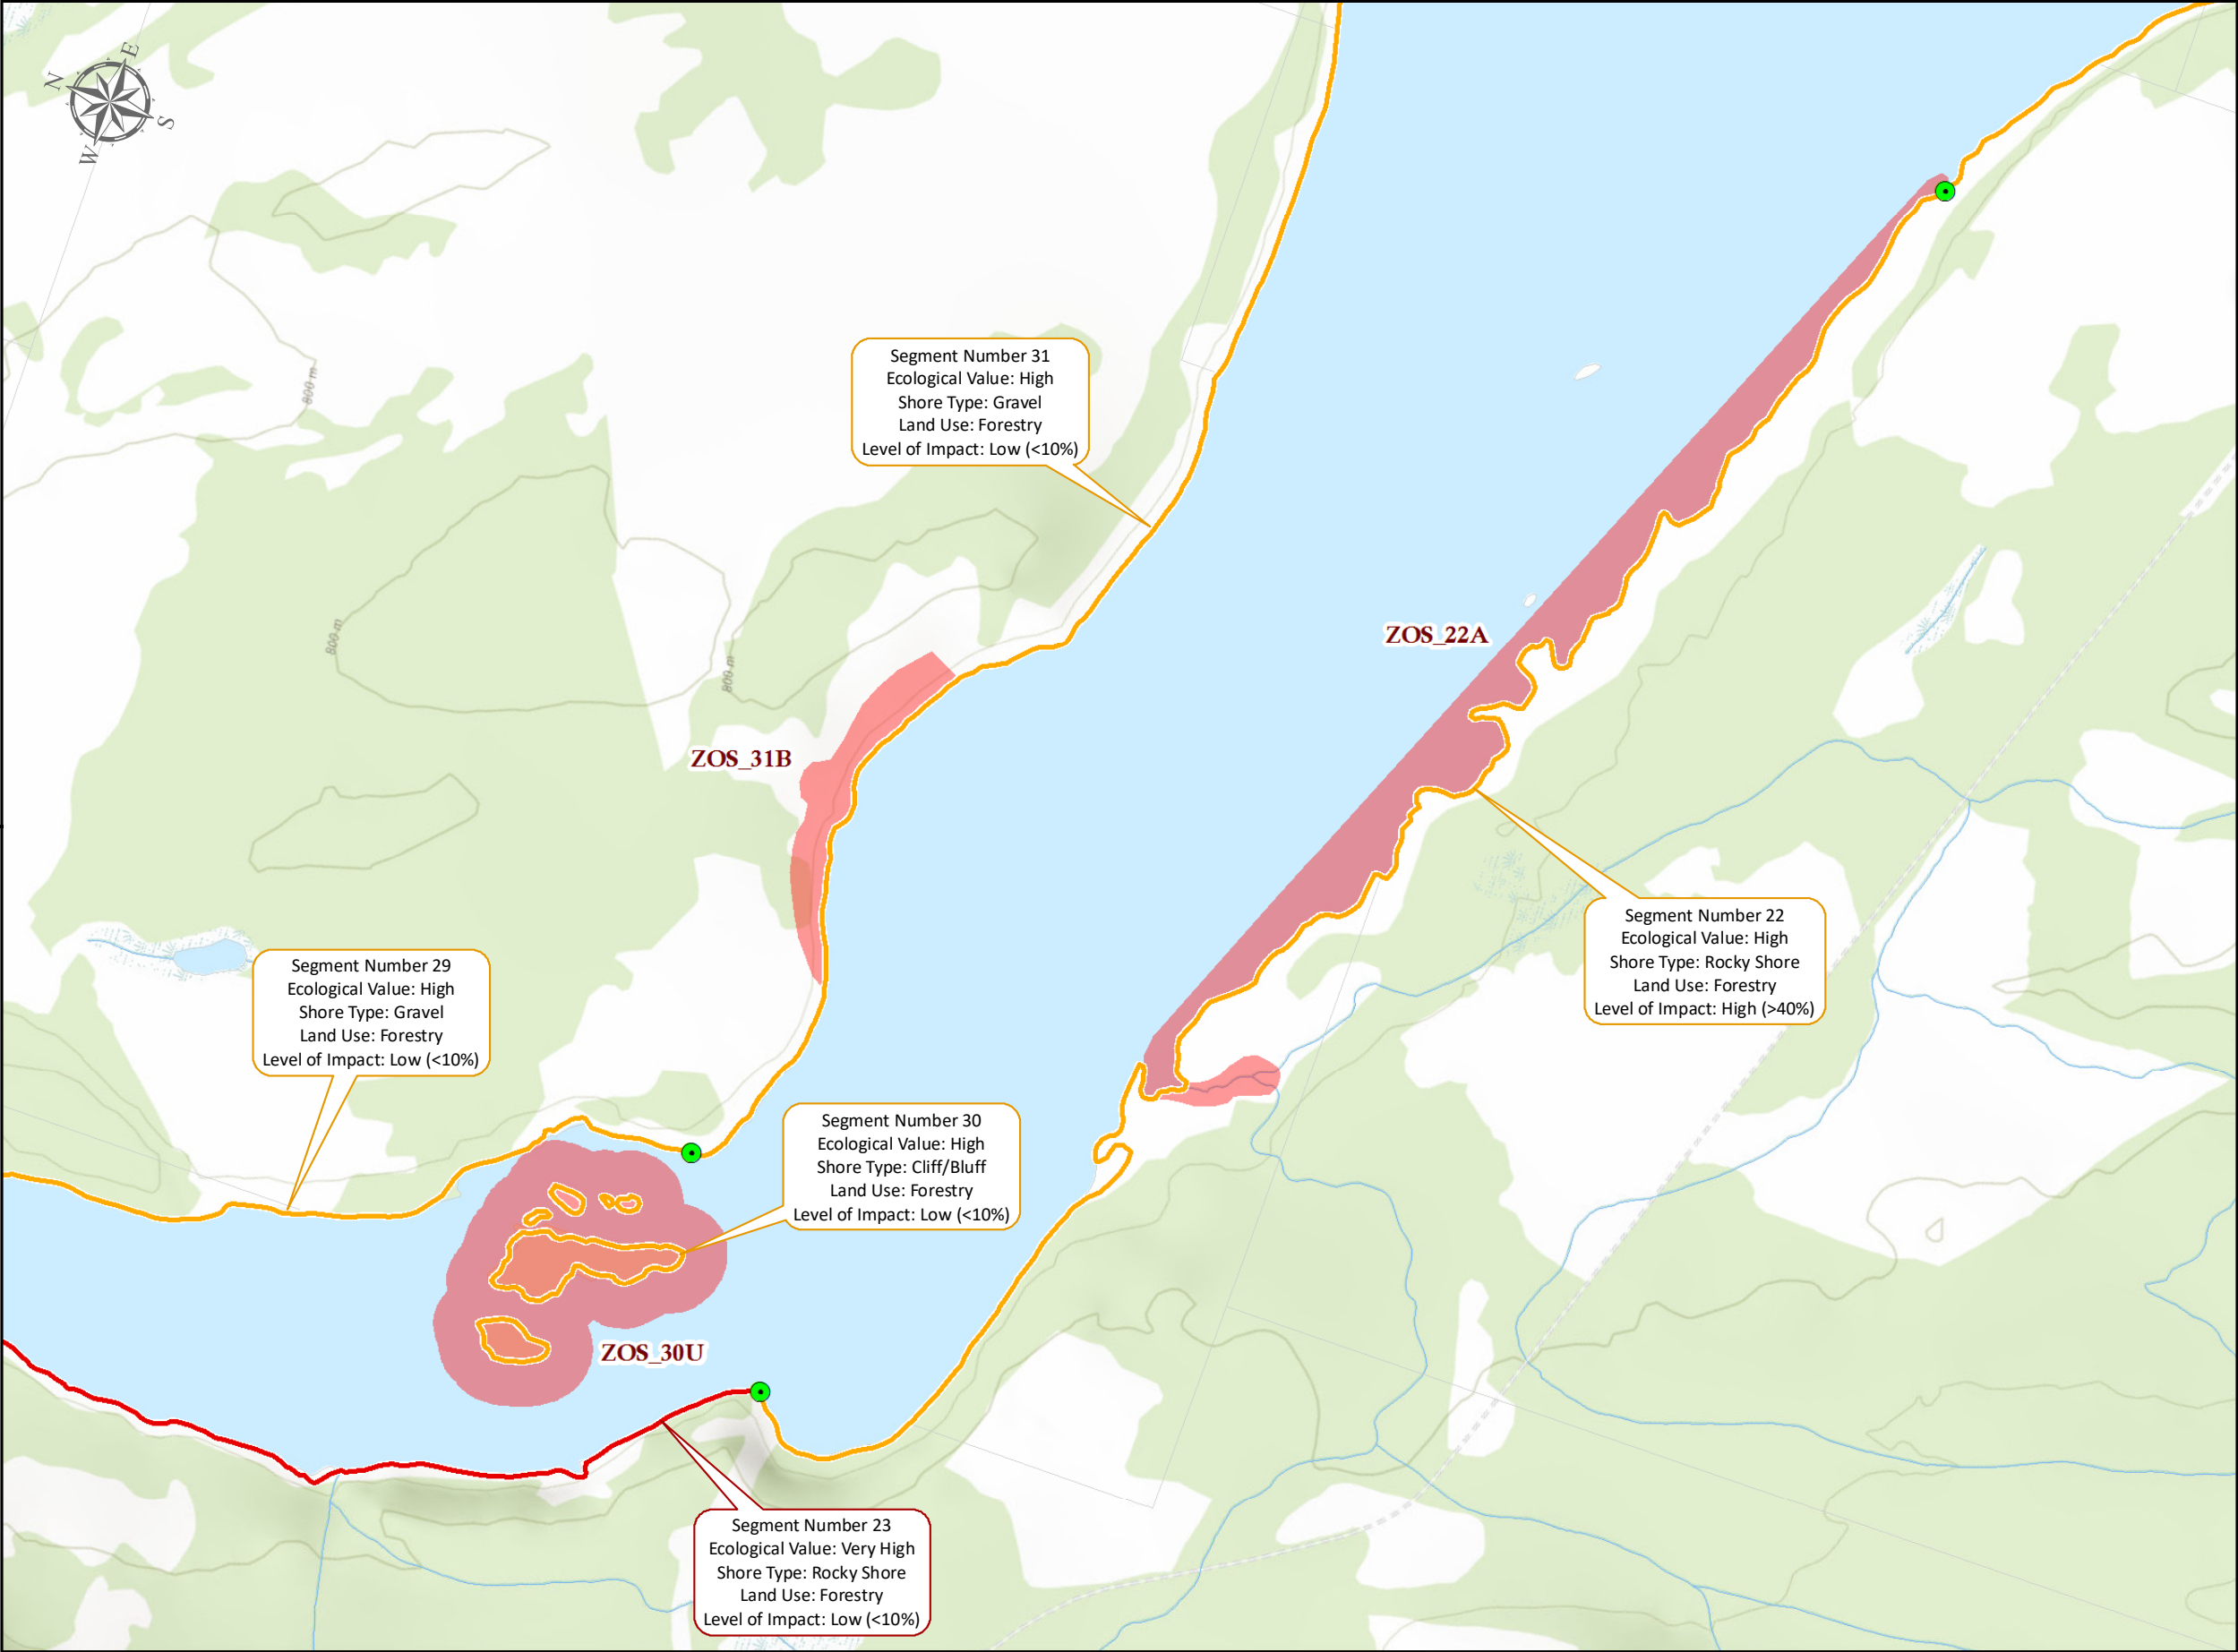 E
N
S
W
800 m
Segment Number 31
Ecological Value: High
Shore Type: Gravel
Land Use: Forestry
Level of Impact: Low (<10%)
800 m
800 m
ZOS_22A
ZOS_31B
Segment Number 22
Ecological Value: High
Shore Type: Rocky Shore
Land Use: Forestry
Level of Impact: High (>40%)
Segment Number 29
Ecological Value: High
Shore Type: Gravel
Land Use: Forestry
Level of Impact: Low (<10%)
Segment Number 30
Ecological Value: High
Shore Type: Cliff/Bluff
Land Use: Forestry
Level of Impact: Low (<10%)
ZOS_30U
Segment Number 23
Ecological Value: Very High
Shore Type: Rocky Shore
Land Use: Forestry
Level of Impact: Low (<10%)